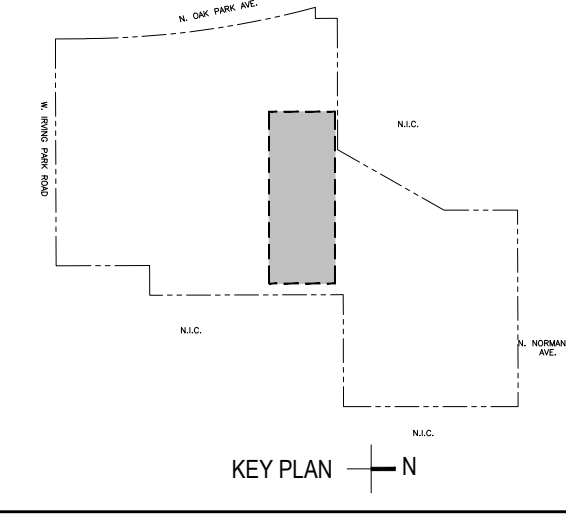 N. OAK PARK AVE.
W. IRVING PARK ROAD
N.I.C.
N.I.C.
N. NORMAN
AVE.
N.I.C.
KEY PLAN N